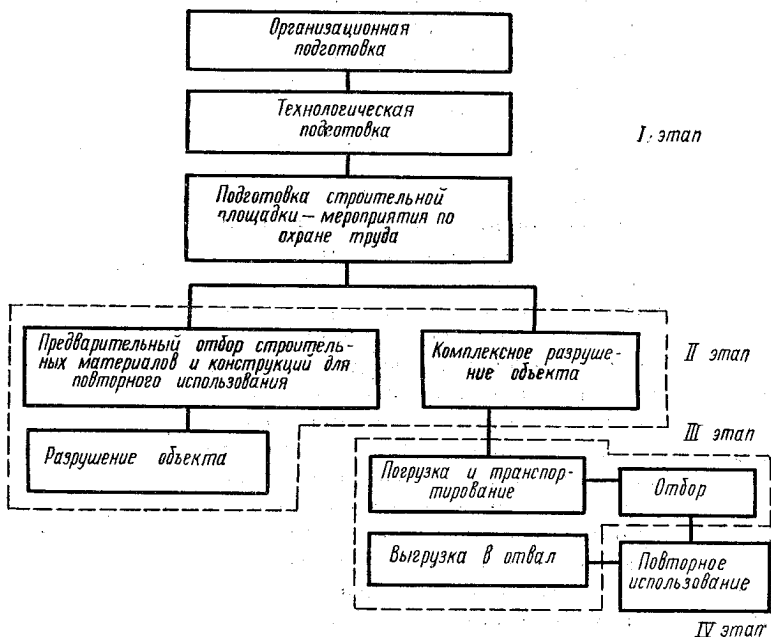 Организационная
подготовка
Технологическая
подготовка
I этап
Подготовка строительной
площадки — мероприятия по
охране труда
Предварительный отбор строитель-
ных материалов и конструкций для
повторного использования
Комплексное разруше-
ние объекта
II этап
III этап
Разрушение объекта
Погрузка и транспор-
тирование
Отбор
Выгрузка в отвал
Повторное
использование
IV этап